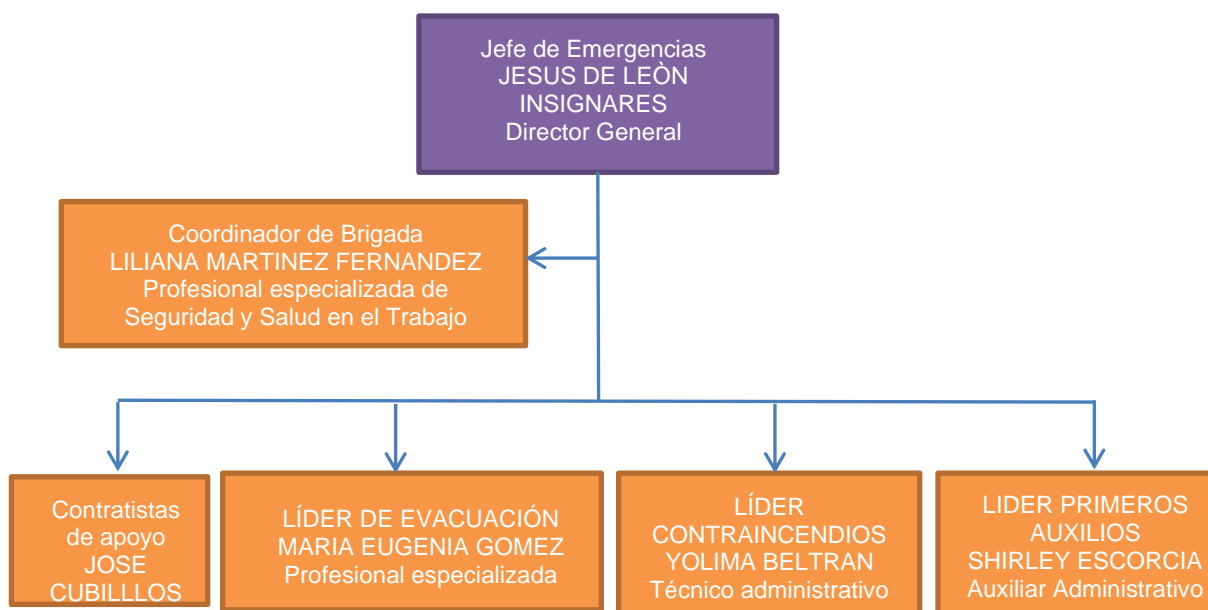 Jefe de Emergencias
JESUS DE LEÒN
INSIGNARES
Director General
Coordinador de Brigada
LILIANA MARTINEZ FERNANDEZ
Profesional especializada de
Seguridad y Salud en el Trabajo
Contratistas
de apoyo
JOSE
CUBILLLOS
LÍDER DE EVACUACIÓN
MARIA EUGENIA GOMEZ
Profesional especializada
LÍDER
CONTRAINCENDIOS
YOLIMA BELTRAN
Técnico administrativo
LIDER PRIMEROS
AUXILIOS
SHIRLEY ESCORCIA
Auxiliar Administrativo